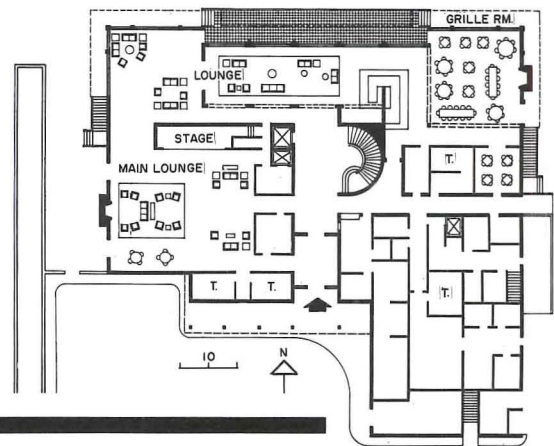 GRILLE RM.
LOUNGE
STAGE
T.
MAIN LOUNGE
T.
T.
T.
10
N